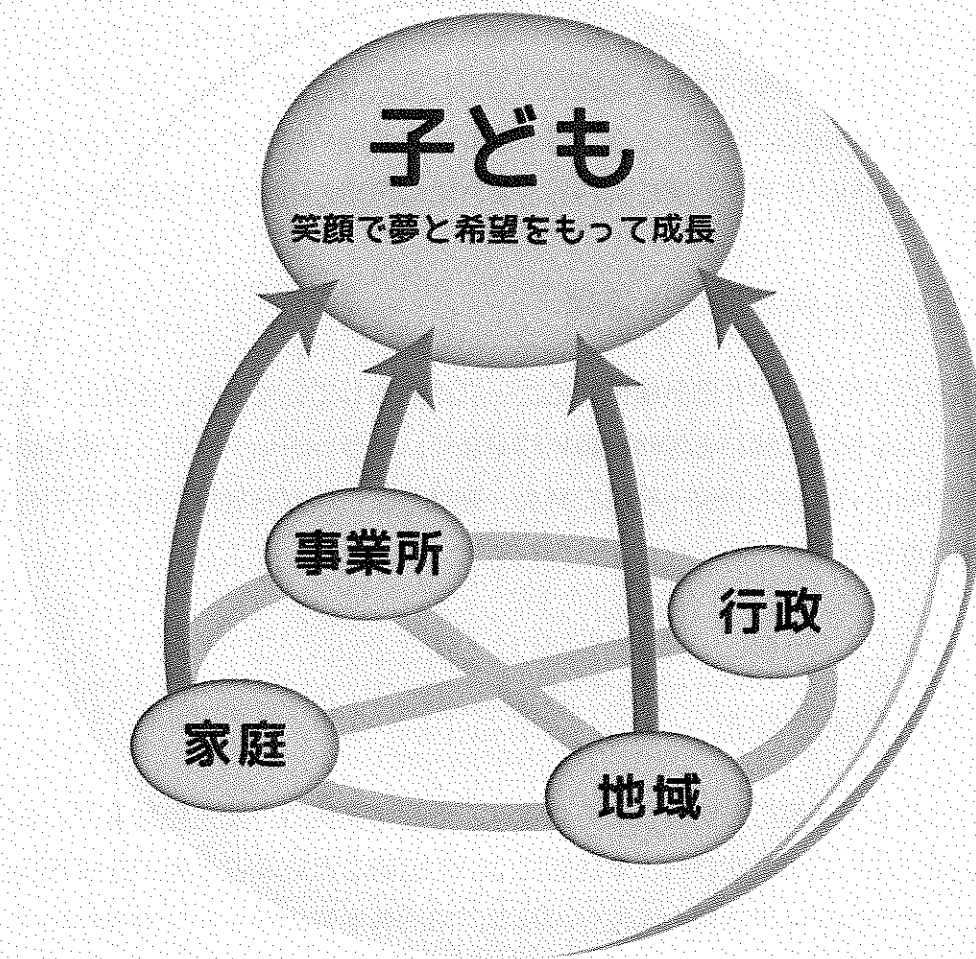 子ども
笑顔で夢と希望をもって成長
事業所
行政
家庭
地域